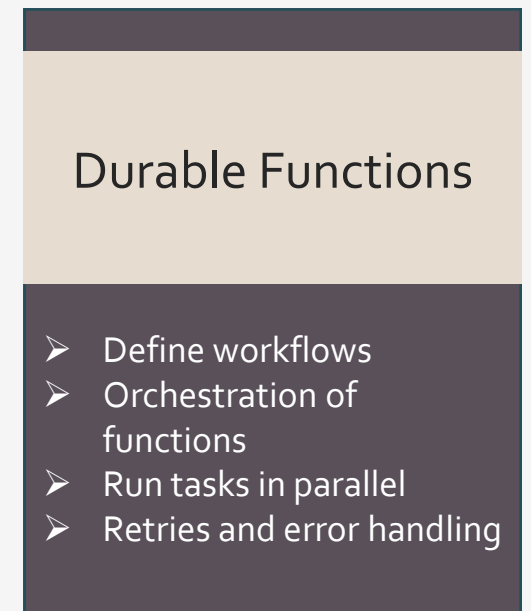 Durable Functions
➢ Define workflows
➢ Orchestration of
functions
➢ Run tasks in parallel
➢ Retries and error handling